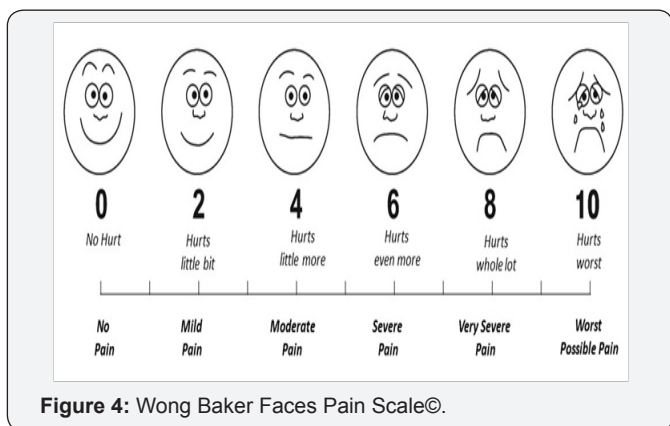 0 2 4 6 8 10
No Hurt Hurts Hurts Hurts Hurts Hurts
little bit little more even more whole lot worst
No Mild Moderate Severe Very Severe Worst
Pain Pain Pain Pain Pain Possible Pain
Figure 4: Wong Baker Faces Pain Scale©.